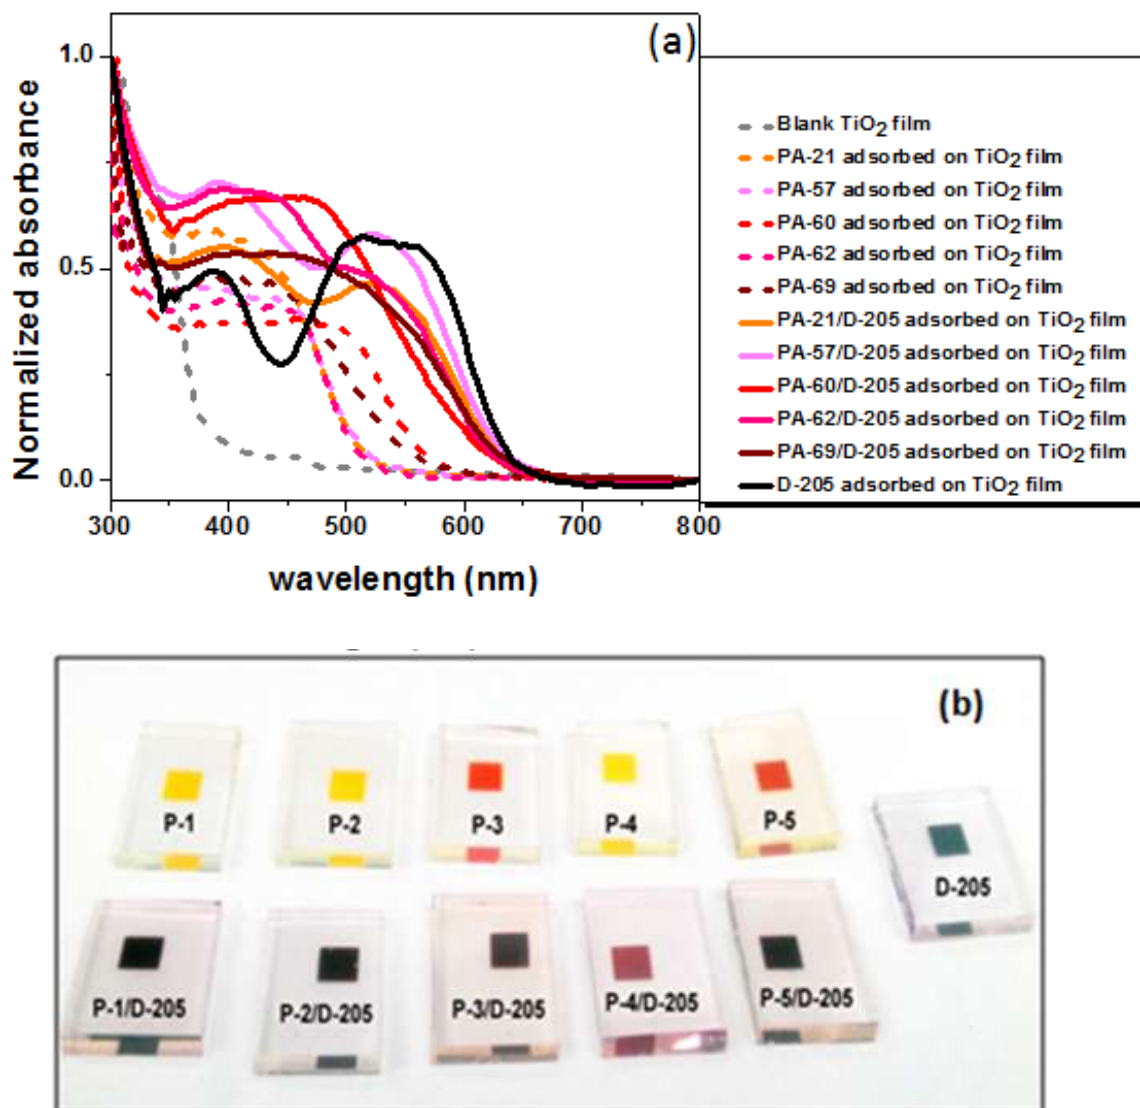 (a)
1.0
0.5
0.0
Normalized absorbance
300 400 500 600 700 800
wavelength (nm)
Blank TiO2 film
PA-21 adsorbed on TiO2 film
PA-57 adsorbed on TiO2 film
PA-60 adsorbed on TiO2 film
PA-62 adsorbed on TiO2 film
PA-69 adsorbed on TiO2 film
PA-21/D-205 adsorbed on TiO2 film
PA-57/D-205 adsorbed on TiO2 film
PA-60/D-205 adsorbed on TiO2 film
PA-62/D-205 adsorbed on TiO2 film
PA-69/D-205 adsorbed on TiO2 film
D-205 adsorbed on TiO2 film
(b)
P-1 P-2 P-3 P-4 P-5
D-205
P-1/D-205 P-2/D-205 P-3/D-205 P-4/D-205 P-5/D-205